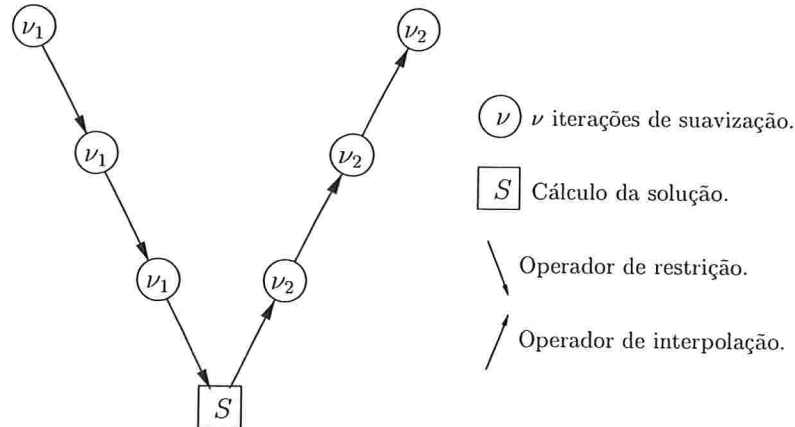 ν₁ ν₂
ν₁ ν₂
ν₁ ν₂
S
ν ν iterações de suavização.
S Cálculo da solução.
Operador de restrição.
Operador de interpolação.